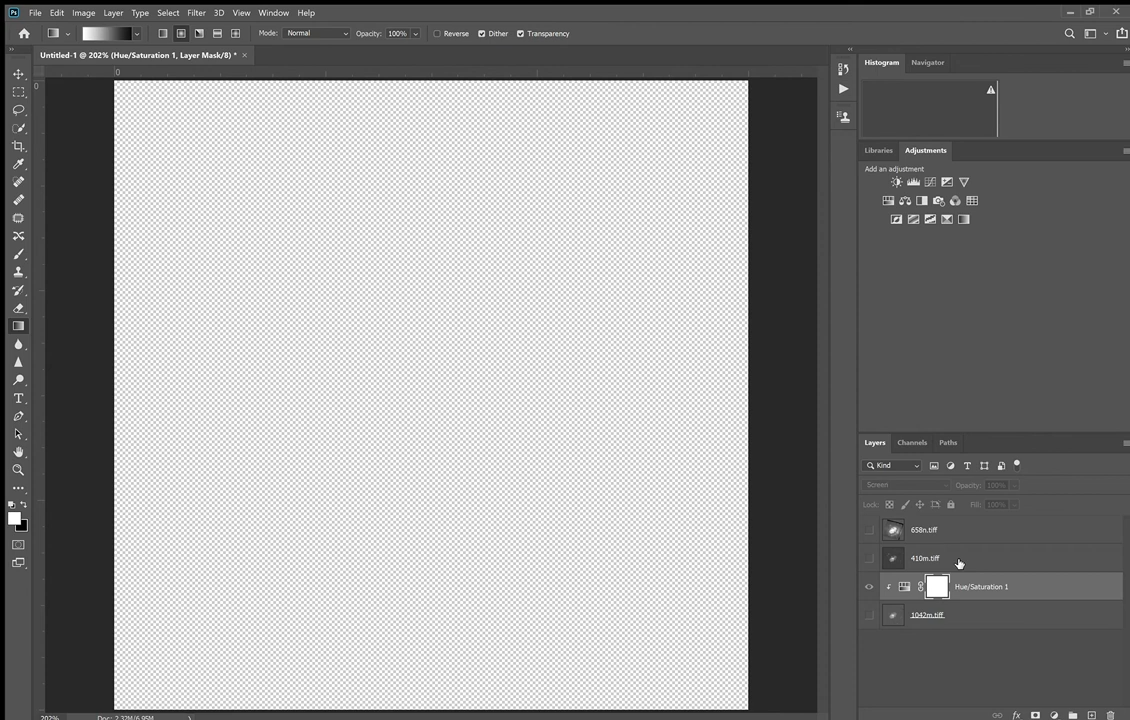 Ps File Edit Image Layer Type Select Filter 3D View Window Help
Mode: Normal Opacity: 100% Reverse Dither Transparency
Untitled-1 @ 202% (Hue/Saturation 1, Layer Mask/8) * ×
0
0
Histogram Navigator
Libraries Adjustments
Add an adjustment
Layers Channels Paths
Kind
Screen Opacity: 100%
Lock: Fill: 100%
658n.tiff
410m.tiff
Hue/Saturation 1
1042m.tiff
fx
202% Doc: 2.32M/6.95M